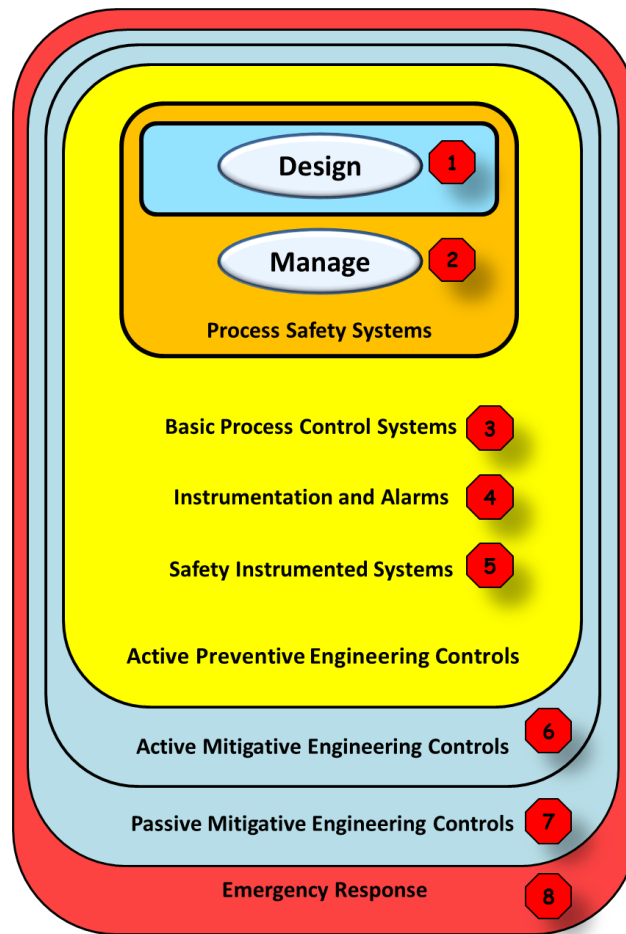 Design 1
Manage 2
Process Safety Systems
Basic Process Control Systems 3
Instrumentation and Alarms 4
Safety Instrumented Systems 5
Active Preventive Engineering Controls
Active Mitigative Engineering Controls 6
Passive Mitigative Engineering Controls 7
Emergency Response 8